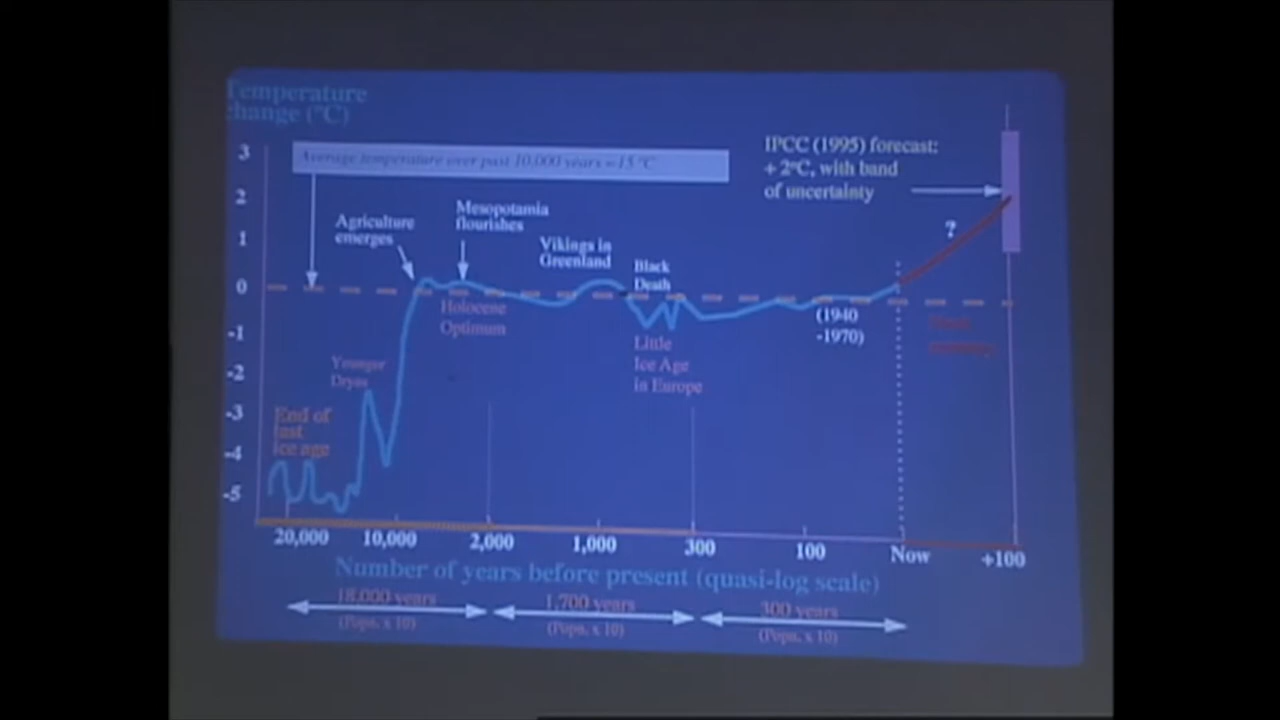 Temperature
change (°C)
3
2
1
0
-1
-2
-3
-4
-5
Average temperature over past 10,000 years = 15 °C
IPCC (1995) forecast:
+ 2°C, with band
of uncertainty
?
Agriculture
emerges
Mesopotamia
flourishes
Vikings in
Greenland
Black
Death
Holocene
Optimum
(1940
-1970)
Little
Ice Age
in Europe
Younger
Dryas
End of
last
Ice age
20,000
10,000
2,000
1,000
300
100
Now
+100
Number of years before present (quasi-log scale)
18,000 years
1,700 years
300 years
(Popn. x 10)
(Popn. x 10)
(Popn. x 10)